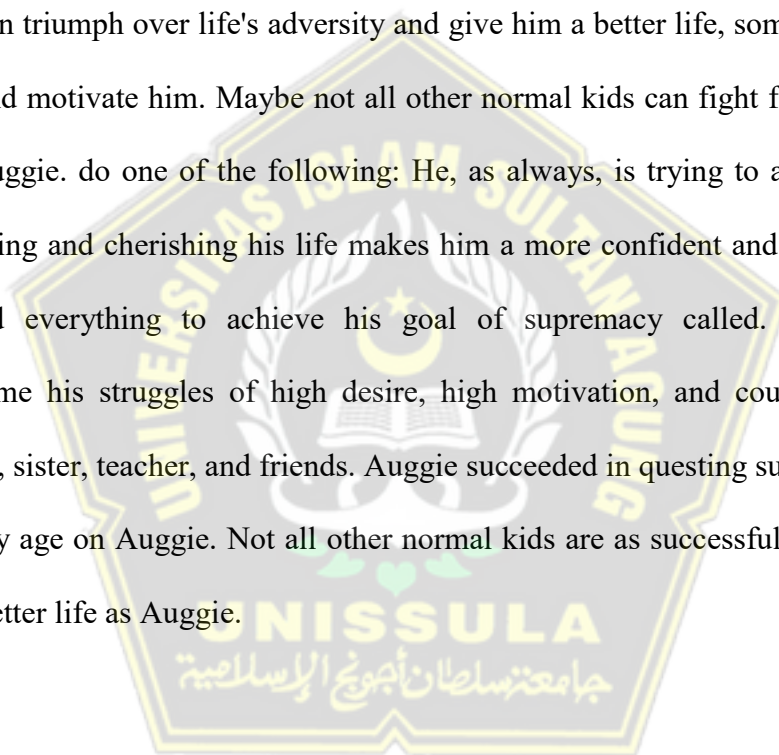 n triumph over life's adversity and give him a better life, som
d motivate him. Maybe not all other normal kids can fight f
uggie. do one of the following: He, as always, is trying to a
ing and cherishing his life makes him a more confident and
d everything to achieve his goal of supremacy called.
me his struggles of high desire, high motivation, and cou
, sister, teacher, and friends. Auggie succeeded in questing su
y age on Auggie. Not all other normal kids are as successful
etter life as Auggie.
UNIVERSITAS ISLAM SULTAN AGUNG
UNISSULA
جامعة سلطان أجونج الإسلامية